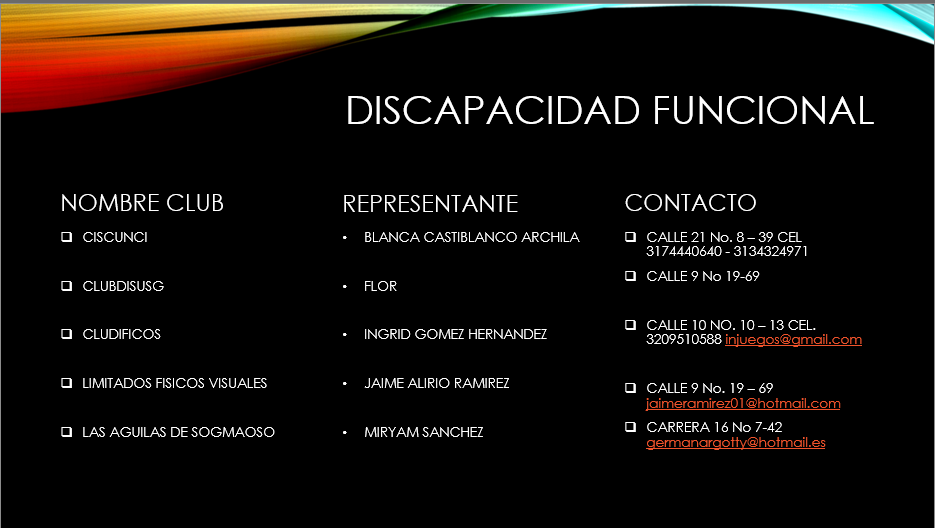 DISCAPACIDAD FUNCIONAL
NOMBRE CLUB
CISCUNCI
CLUBDISUSG
CLUDIFICOS
LIMITADOS FISICOS VISUALES
LAS AGUILAS DE SOGMAOSO
REPRESENTANTE
BLANCA CASTIBLANCO ARCHILA
FLOR
INGRID GOMEZ HERNANDEZ
JAIME ALIRIO RAMIREZ
MIRYAM SANCHEZ
CONTACTO
CALLE 21 No. 8 – 39 CEL
3174440640 - 3134324971
CALLE 9 No 19-69
CALLE 10 NO. 10 – 13 CEL.
3209510588 injuegos@gmail.com
CALLE 9 No. 19 – 69
jaimeramirez01@hotmail.com
CARRERA 16 No 7-42
germanargotty@hotmail.es